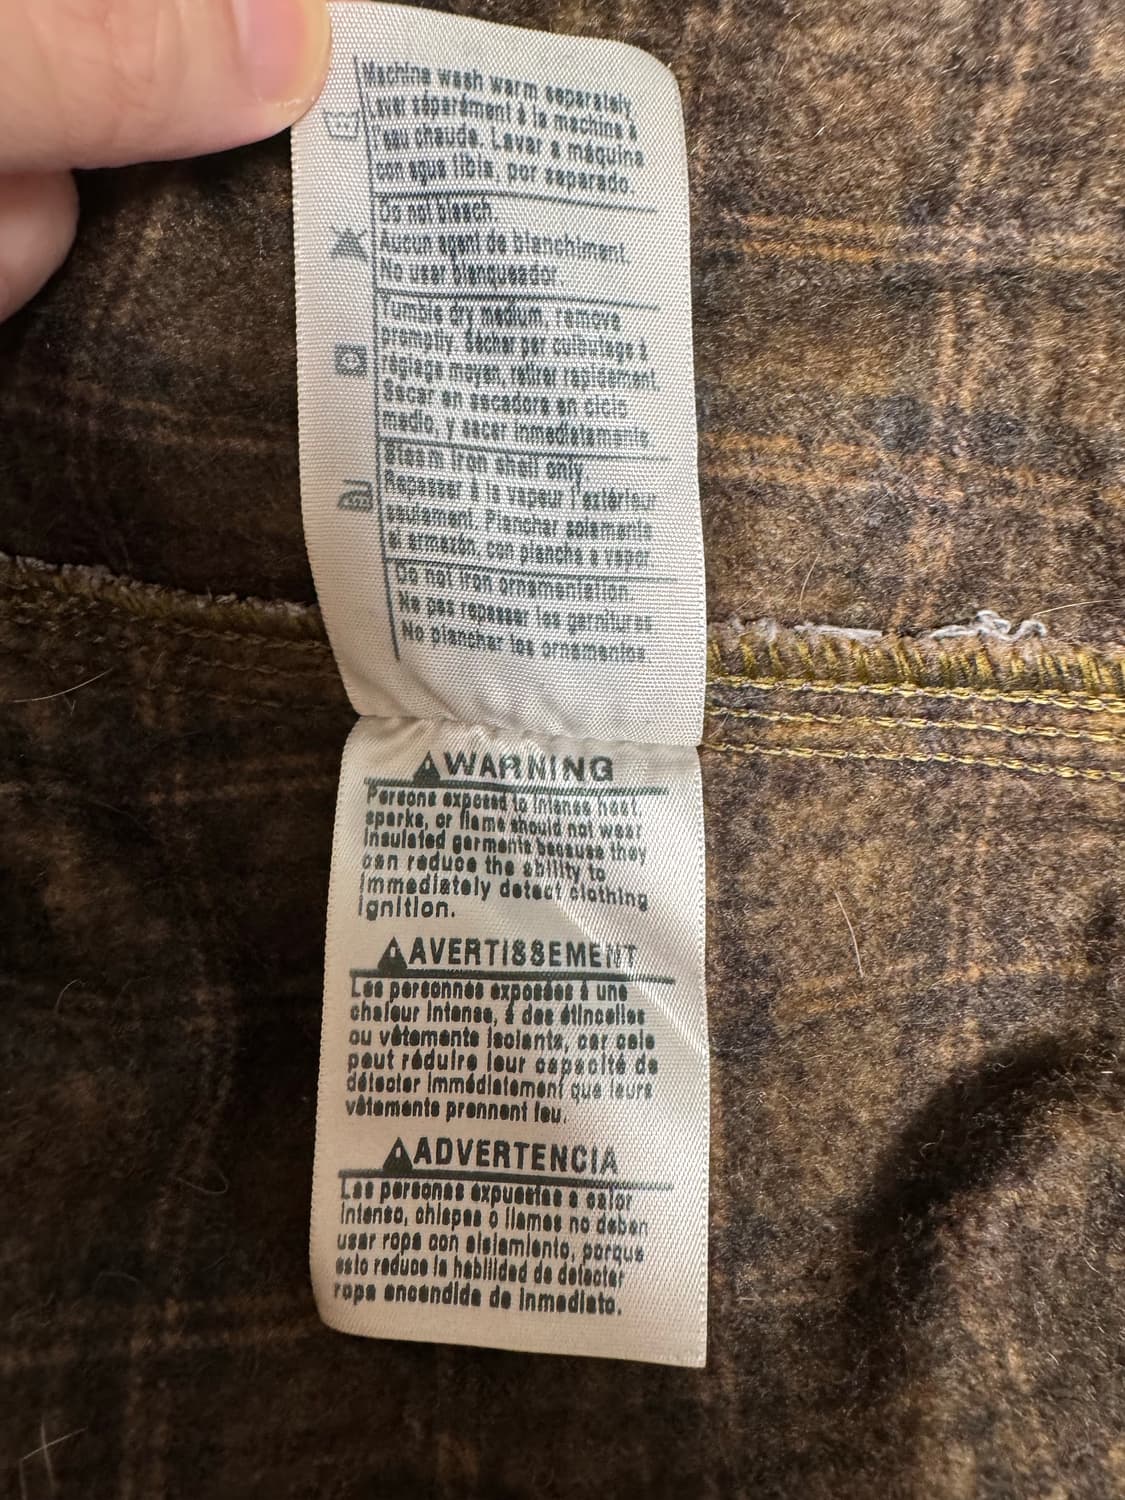 Machine wash warm separately.
Laver séparément à la machine à
eau chaude. Lavar a máquina
con agua tibia, por separado.
Do not bleach.
Aucun agent de blanchiment.
No usar blanqueador.
Tumble dry medium, remove
promptly. Sécher par culbutage à
réglage moyen, retirer rapidement.
Secar en secadora en ciclo
medio, y sacar inmediatamente.
Steam iron shell only.
Repasser à la vapeur l'extérieur
seulement. Planchar solamente
el armazón, con plancha a vapor
Do not iron ornamentation.
Ne pas repasser les garnitures
No planchar los ornamentos.
WARNING
Persons exposed to intense heat,
sparks, or flame should not wear
insulated garments because they
can reduce the ability to
immediately detect clothing
ignition.
AVERTISSEMENT
Les personnes exposées à une
chaleur intense, à des étincelles
ou vêtements isolants, car cela
peut réduire leur capacité de
détecter immédiatement que leurs
vêtements prennent feu.
ADVERTENCIA
Las personas expuestas a calor
intenso, chispas o llamas no deben
usar ropa con aislamiento, porque
esto reduce la habilidad de detectar
ropa encendida de inmediato.